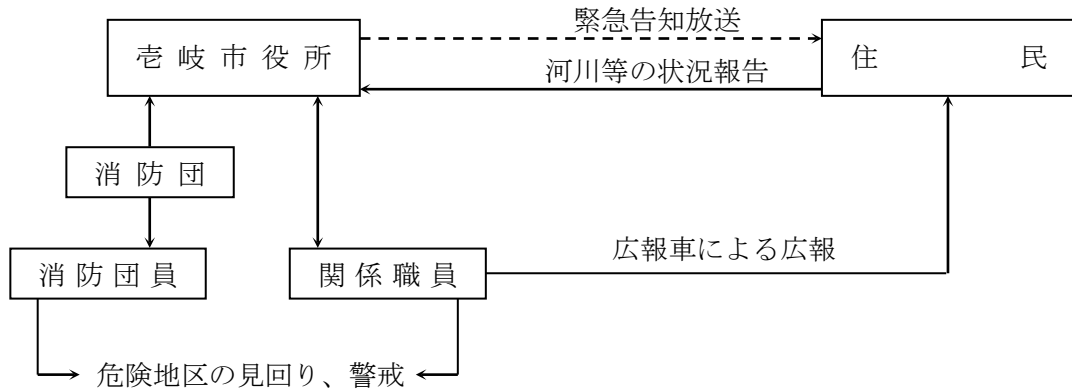 緊急告知放送
壱岐市役所
住民
河川等の状況報告
消防団
消防団員
関係職員
広報車による広報
危険地区の見回り、警戒